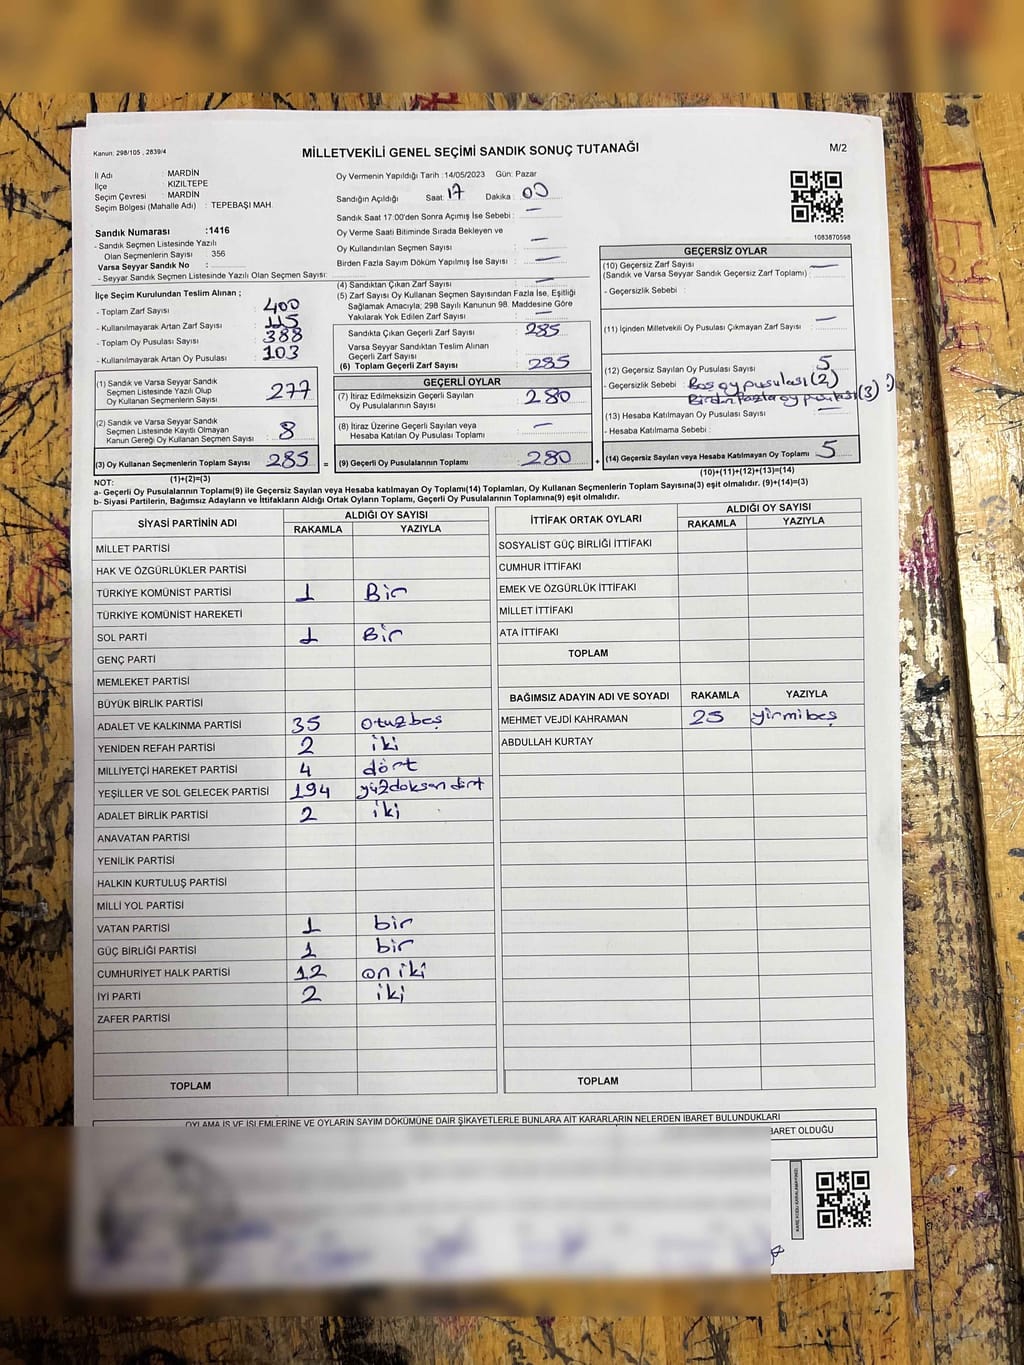 Kanun: 298/105 , 2839/4
MİLLETVEKİLİ GENEL SEÇİMİ SANDIK SONUÇ TUTANAĞI
M/2
İl Adı : MARDİN
İlçe : KIZILTEPE
Seçim Çevresi : MARDİN
Seçim Bölgesi (Mahalle Adı) : TEPEBAŞI MAH.
Sandık Numarası :1416
- Sandık Seçmen Listesinde Yazılı
Olan Seçmenlerin Sayısı : 356
Varsa Seyyar Sandık No :
- Seyyar Sandık Seçmen Listesinde Yazılı Olan Seçmen Sayısı:
Oy Vermenin Yapıldığı Tarih :14/05/2023 Gün: Pazar
Sandığın Açıldığı Saat: 17 Dakika : 00
Sandık Saat 17:00'den Sonra Açımış İse Sebebi : —
Oy Verme Saati Bitiminde Sırada Bekleyen ve
Oy Kullandırılan Seçmen Sayısı : —
Birden Fazla Sayım Döküm Yapılmış İse Sayısı : —
1083870598
İlçe Seçim Kurulundan Teslim Alınan ;
- Toplam Zarf Sayısı : 400
- Kullanılmayarak Artan Zarf Sayısı : 115
- Toplam Oy Pusulası Sayısı : 388
- Kullanılmayarak Artan Oy Pusulası : 103
(1) Sandık ve Varsa Seyyar Sandık
Seçmen Listesinde Yazılı Olup
Oy Kullanan Seçmenlerin Sayısı : 277
(2) Sandık ve Varsa Seyyar Sandık
Seçmen Listesinde Kayıtlı Olmayan
Kanun Gereği Oy Kullanan Seçmen Sayısı : 8
(3) Oy Kullanan Seçmenlerin Toplam Sayısı : 285 =
(4) Sandıktan Çıkan Zarf Sayısı : —
(5) Zarf Sayısı Oy Kullanan Seçmen Sayısından Fazla İse, Eşitliği
Sağlamak Amacıyla; 298 Sayılı Kanunun 98. Maddesine Göre
Yakılarak Yok Edilen Zarf Sayısı : —
Sandıkta Çıkan Geçerli Zarf Sayısı : 285
Varsa Seyyar Sandıktan Teslim Alınan
Geçerli Zarf Sayısı :
(6) Toplam Geçerli Zarf Sayısı : 285
GEÇERLİ OYLAR
(7) İtiraz Edilmeksizin Geçerli Sayılan
Oy Pusulalarının Sayısı : 280
(8) İtiraz Üzerine Geçerli Sayılan veya
Hesaba Katılan Oy Pusulası Toplamı : —
(9) Geçerli Oy Pusulalarının Toplamı : 280 +
GEÇERSİZ OYLAR
(10) Geçersiz Zarf Sayısı : —
(Sandık ve Varsa Seyyar Sandık Geçersiz Zarf Toplamı)
- Geçersizlik Sebebi :
(11) İçinden Milletvekili Oy Pusulası Çıkmayan Zarf Sayısı : —
(12) Geçersiz Sayılan Oy Pusulası Sayısı : 5
- Geçersizlik Sebebi : Boş oy pusulası (2)
Birden fazla oy pusulası (3)
(13) Hesaba Katılmayan Oy Pusulası Sayısı : —
- Hesaba Katılmama Sebebi :
(14) Geçersiz Sayılan veya Hesaba Katılmayan Oy Toplamı : 5
NOT: (1)+(2)=(3)
(10)+(11)+(12)+(13)=(14)
a- Geçerli Oy Pusulalarının Toplamı(9) ile Geçersiz Sayılan veya Hesaba Katılmayan Oy Toplamı(14) Toplamları, Oy Kullanan Seçmenlerin Toplam Sayısına(3) eşit olmalıdır. (9)+(14)=(3)
b- Siyasi Partilerin, Bağımsız Adayların ve İttifakların Aldığı Ortak Oyların Toplamı, Geçerli Oy Pusulalarının Toplamına(9) eşit olmalıdır.
SİYASİ PARTİNİN ADI ALDIĞI OY SAYISI
RAKAMLA YAZIYLA
MİLLET PARTİSİ
HAK VE ÖZGÜRLÜKLER PARTİSİ
TÜRKİYE KOMÜNİST PARTİSİ 1 Bir
TÜRKİYE KOMÜNİST HAREKETİ
SOL PARTİ 1 Bir
GENÇ PARTİ
MEMLEKET PARTİSİ
BÜYÜK BİRLİK PARTİSİ
ADALET VE KALKINMA PARTİSİ 35 otuzbeş
YENİDEN REFAH PARTİSİ 2 iki
MİLLİYETÇİ HAREKET PARTİSİ 4 dört
YEŞİLLER VE SOL GELECEK PARTİSİ 194 yüzdoksan dört
ADALET BİRLİK PARTİSİ 2 iki
ANAVATAN PARTİSİ
YENİLİK PARTİSİ
HALKIN KURTULUŞ PARTİSİ
MİLLİ YOL PARTİSİ
VATAN PARTİSİ 1 bir
GÜÇ BİRLİĞİ PARTİSİ 1 bir
CUMHURİYET HALK PARTİSİ 12 on iki
İYİ PARTİ 2 iki
ZAFER PARTİSİ
TOPLAM
İTTİFAK ORTAK OYLARI ALDIĞI OY SAYISI
RAKAMLA YAZIYLA
SOSYALİST GÜÇ BİRLİĞİ İTTİFAKI
CUMHUR İTTİFAKI
EMEK VE ÖZGÜRLÜK İTTİFAKI
MİLLET İTTİFAKI
ATA İTTİFAKI
TOPLAM
BAĞIMSIZ ADAYIN ADI VE SOYADI RAKAMLA YAZIYLA
MEHMET VEJDİ KAHRAMAN 25 yirmibeş
ABDULLAH KURTAY
TOPLAM
OYLAMA İŞ VE İŞLEMLERİNE VE OYLARIN SAYIM DÖKÜMÜNE DAİR ŞİKAYETLERLE BUNLARA AİT KARARLARIN NELERDEN İBARET BULUNDUKLARI
BARET OLDUĞU